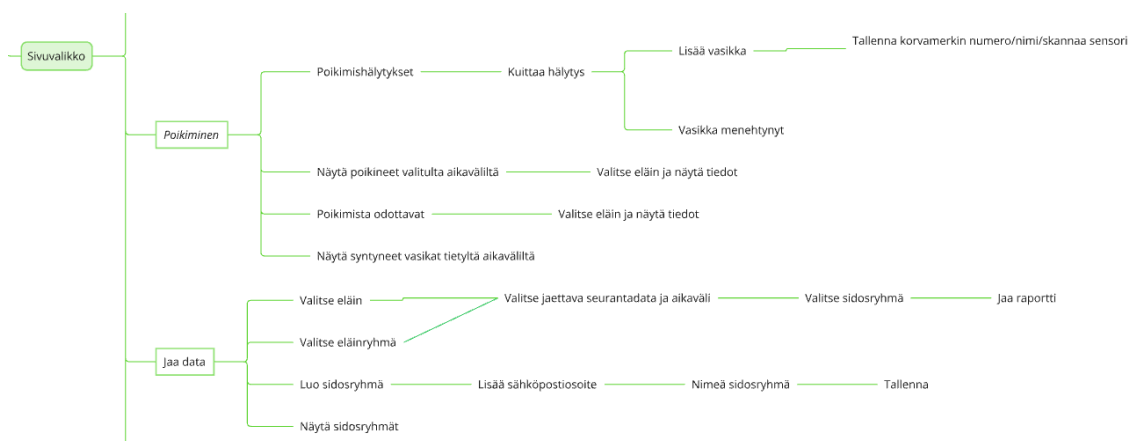 Sivuvalikko
Poikiminen
Poikimishälytykset
Kuittaa hälytys
Lisää vasikka
Tallenna korvamerkin numero/nimi/skannaa sensori
Vasikka menehtynyt
Näytä poikineet valitulta aikaväliltä
Valitse eläin ja näytä tiedot
Poikimista odottavat
Valitse eläin ja näytä tiedot
Näytä syntyneet vasikat tietyltä aikaväliltä
Jaa data
Valitse eläin
Valitse jaettava seurantadata ja aikaväli
Valitse sidosryhmä
Jaa raportti
Valitse eläinryhmä
Luo sidosryhmä
Lisää sähköpostiosoite
Nimeä sidosryhmä
Tallenna
Näytä sidosryhmät